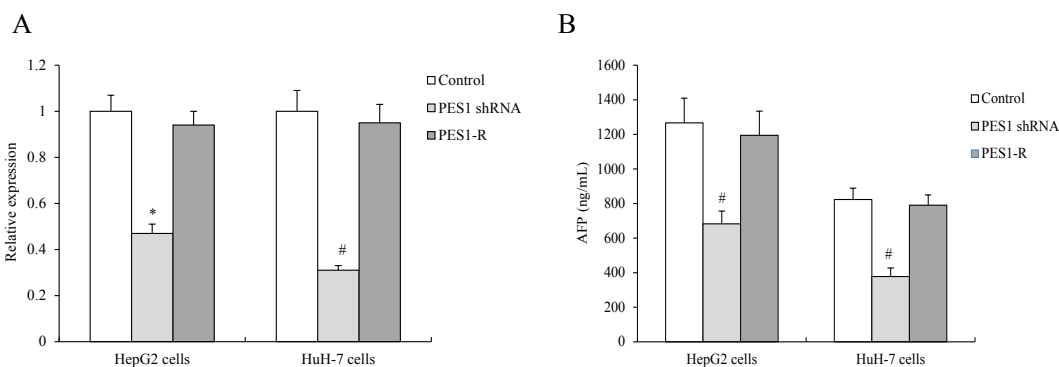 A
Relative expression
1.2
1
0.8
0.6
0.4
0.2
0
*
#
HepG2 cells
HuH-7 cells
Control
PES1 shRNA
PES1-R
B
AFP (ng/mL)
1600
1400
1200
1000
800
600
400
200
0
#
#
HepG2 cells
HuH-7 cells
Control
PES1 shRNA
PES1-R